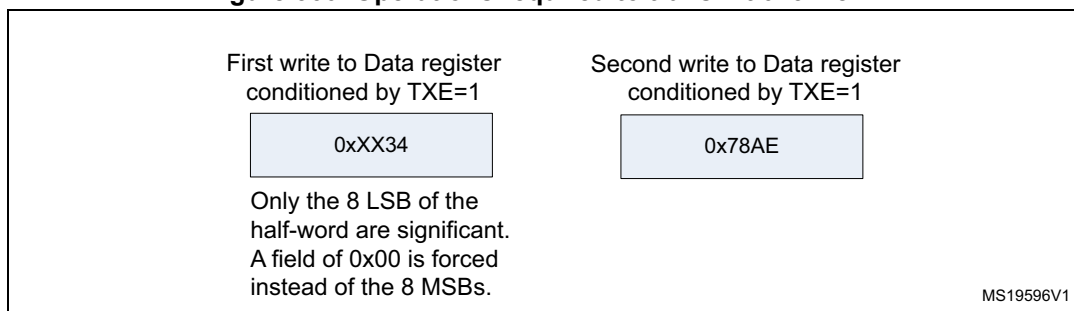 First write to Data register
conditioned by TXE=1
0xXX34
Only the 8 LSB of the
half-word are significant.
A field of 0x00 is forced
instead of the 8 MSBs.
Second write to Data register
conditioned by TXE=1
0x78AE
MS19596V1